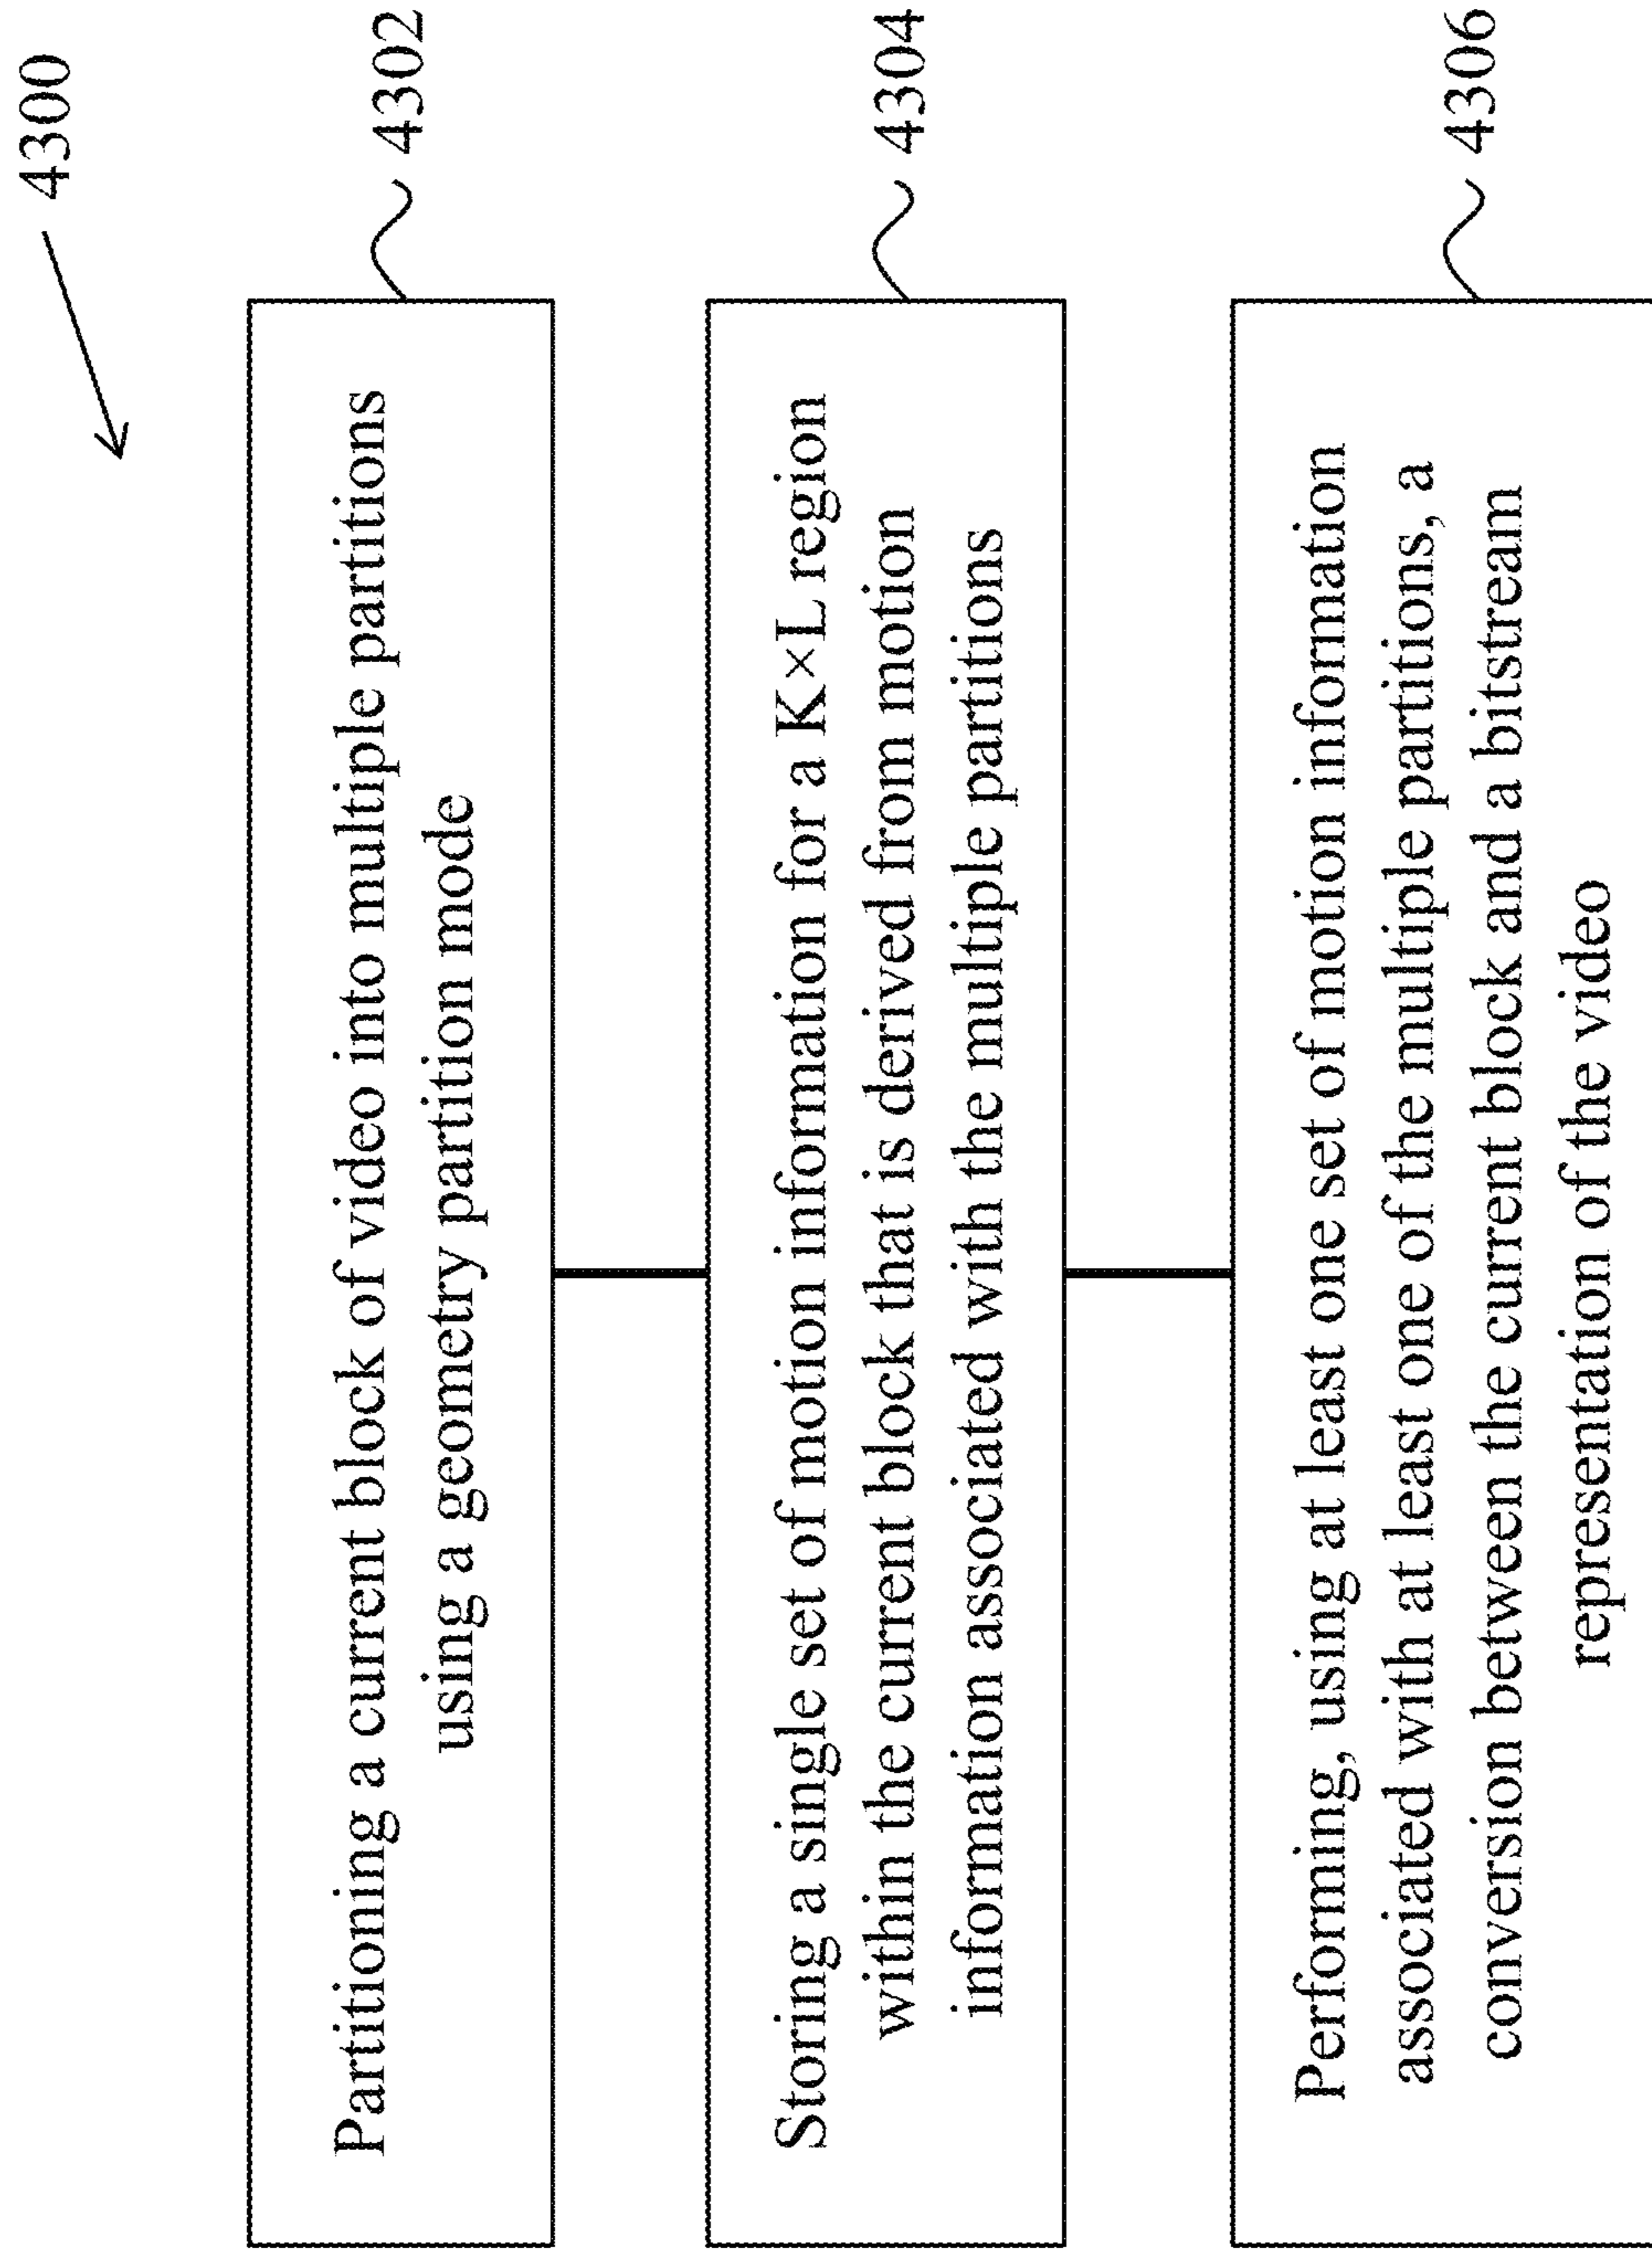 4300
Partitioning a current block of video into multiple partitions
using a geometry partition mode
4302
Storing a single set of motion information for a K×L region
within the current block that is derived from motion
information associated with the multiple partitions
4304
Performing, using at least one set of motion information
associated with at least one of the multiple partitions, a
conversion between the current block and a bitstream
representation of the video
4306